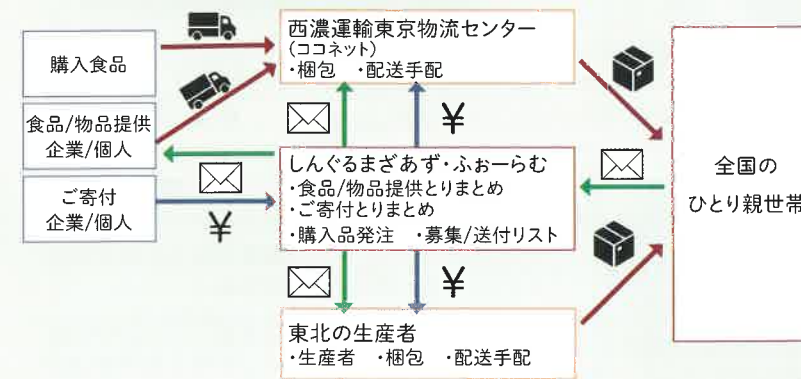 購入食品
食品/物品提供
企業/個人
ご寄付
企業/個人
西濃運輸東京物流センター
(ココネット)
・梱包 ・配送手配
¥
しんぐるまざあず・ふぉーらむ
・食品/物品提供とりまとめ
・ご寄付とりまとめ
・購入品発注 ・募集/送付リスト
¥
¥
東北の生産者
・生産者 ・梱包 ・配送手配
全国の
ひとり親世帯